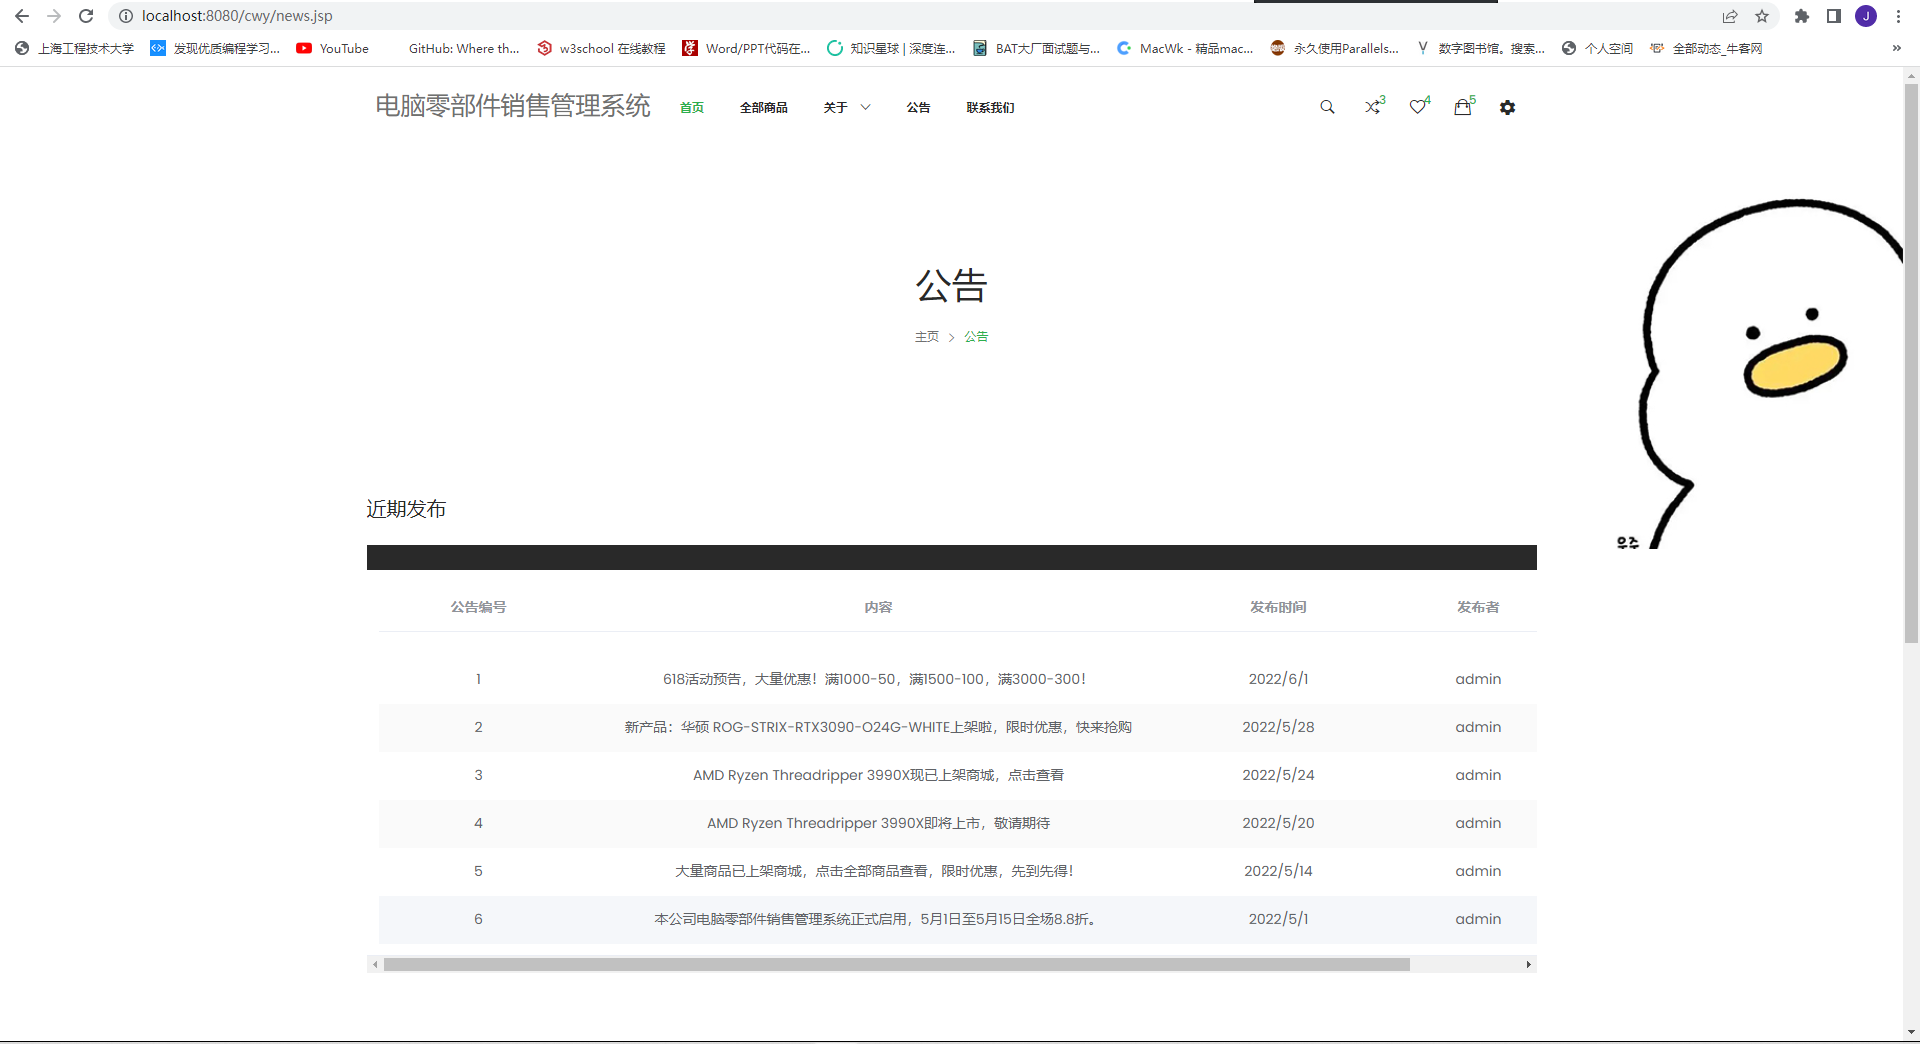 localhost:8080/cwy/news.jsp
J
上海工程技术大学 发现优质编程学习... YouTube GitHub: Where th... w3school 在线教程 Word/PPT代码在... 知识星球 | 深度连... BAT大厂面试题与... MacWk - 精品mac... 永久使用Parallels... 数字图书馆。搜索... 个人空间 全部动态_牛客网 »
电脑零部件销售管理系统 首页 全部商品 关于 公告 联系我们 3 4 5
公告
主页 > 公告
우주
近期发布
公告编号 内容 发布时间 发布者
1 618活动预告，大量优惠！满1000-50，满1500-100，满3000-300！ 2022/6/1 admin
2 新产品：华硕 ROG-STRIX-RTX3090-O24G-WHITE上架啦，限时优惠，快来抢购 2022/5/28 admin
3 AMD Ryzen Threadripper 3990X现已上架商城，点击查看 2022/5/24 admin
4 AMD Ryzen Threadripper 3990X即将上市，敬请期待 2022/5/20 admin
5 大量商品已上架商城，点击全部商品查看，限时优惠，先到先得！ 2022/5/14 admin
6 本公司电脑零部件销售管理系统正式启用，5月1日至5月15日全场8.8折。 2022/5/1 admin